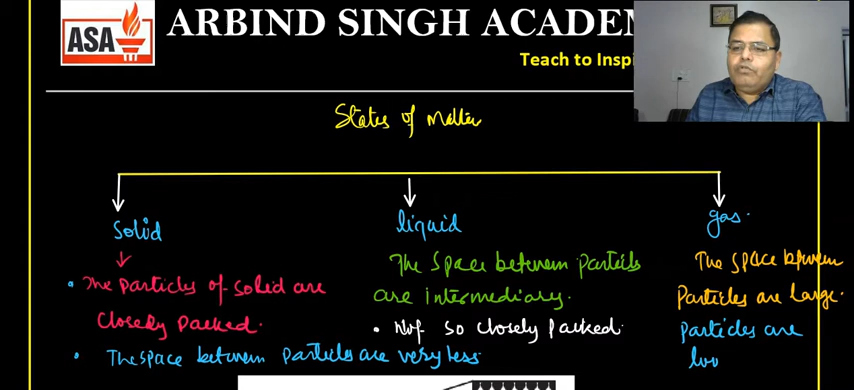 ASA
ARBIND SINGH ACADEM
Teach to Inspi
States of Matter
Solid
liquid
gas.
• The Particles of Solid are
Closely Packed.
• The space between particles are very less.
The Space between particles
are intermediary.
• Not so closely Packed.
The space between
Particles are large.
Particles are
loo